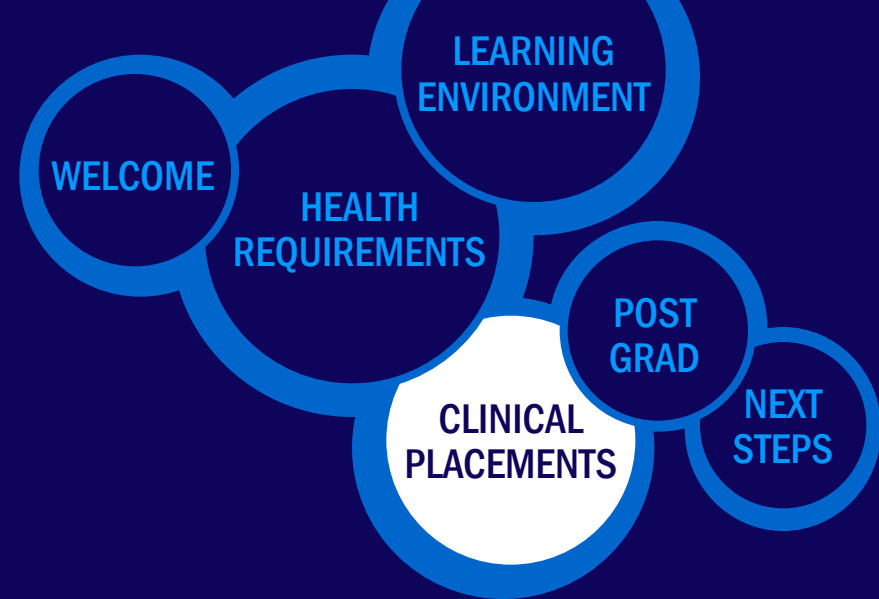 LEARNING
ENVIRONMENT
WELCOME
HEALTH
REQUIREMENTS
POST
GRAD
CLINICAL
PLACEMENTS
NEXT
STEPS